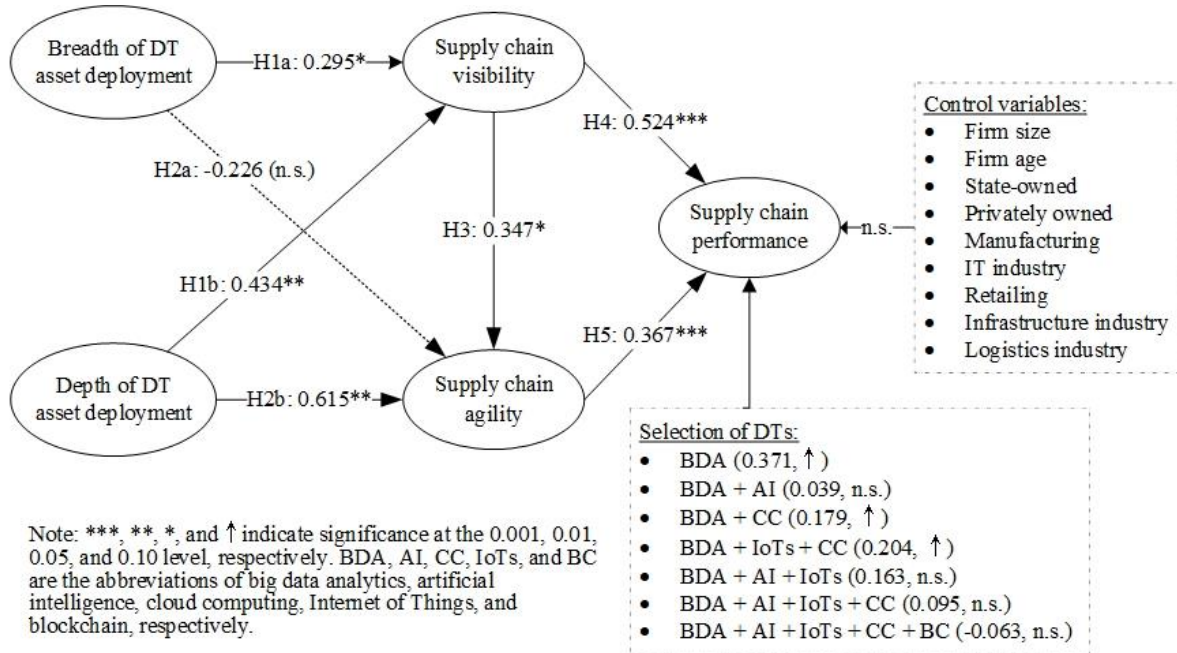 Breadth of DT
asset deployment
H1a: 0.295*
Supply chain
visibility
H4: 0.524***
H2a: -0.226 (n.s.)
H3: 0.347*
H1b: 0.434**
Depth of DT
asset deployment
H2b: 0.615**
Supply chain
agility
H5: 0.367***
Supply chain
performance
n.s.
Control variables:
• Firm size
• Firm age
• State-owned
• Privately owned
• Manufacturing
• IT industry
• Retailing
• Infrastructure industry
• Logistics industry
Selection of DTs:
• BDA (0.371, ↑)
• BDA + AI (0.039, n.s.)
• BDA + CC (0.179, ↑)
• BDA + IoTs + CC (0.204, ↑)
• BDA + AI + IoTs (0.163, n.s.)
• BDA + AI + IoTs + CC (0.095, n.s.)
• BDA + AI + IoTs + CC + BC (-0.063, n.s.)
Note: ***, **, *, and ↑ indicate significance at the 0.001, 0.01,
0.05, and 0.10 level, respectively. BDA, AI, CC, IoTs, and BC
are the abbreviations of big data analytics, artificial
intelligence, cloud computing, Internet of Things, and
blockchain, respectively.